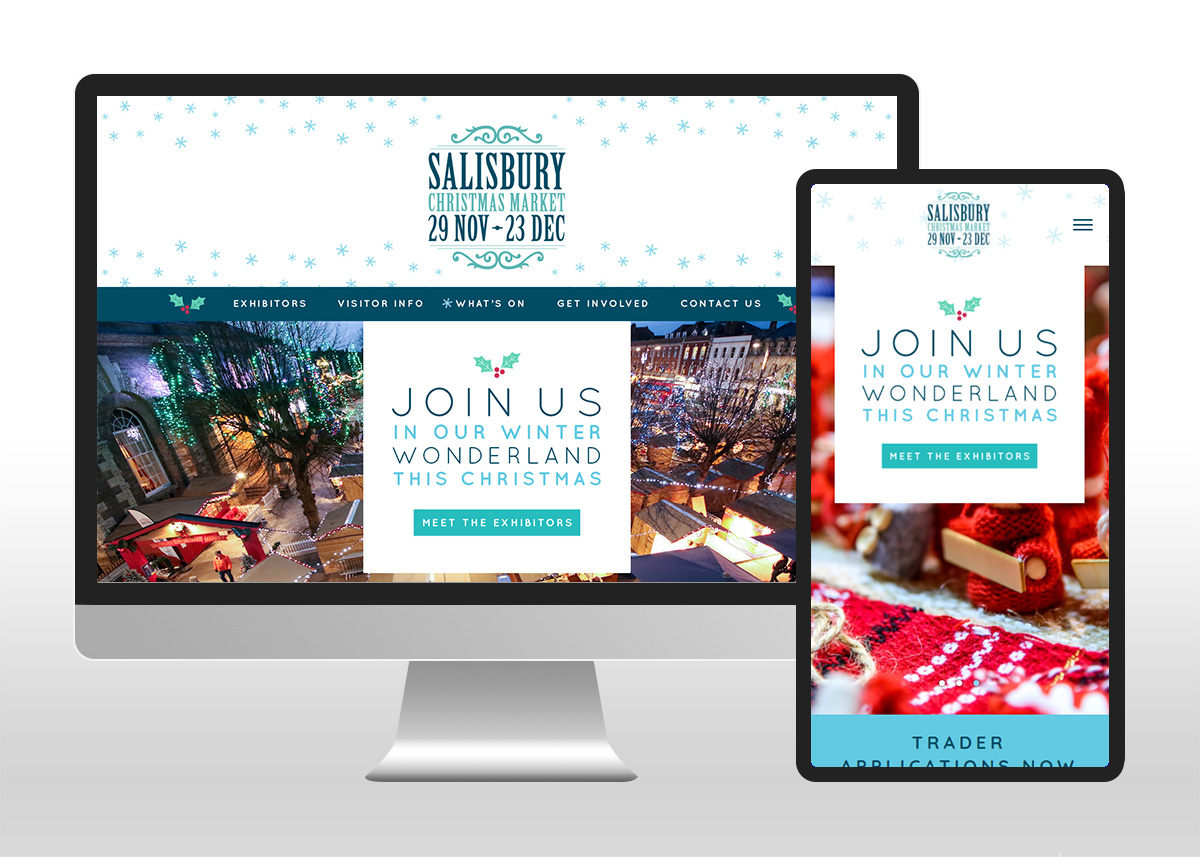 SALISBURY
CHRISTMAS MARKET
29 NOV - 23 DEC
EXHIBITORS VISITOR INFO WHAT'S ON GET INVOLVED CONTACT US
JOIN US
IN OUR WINTER
WONDERLAND
THIS CHRISTMAS
MEET THE EXHIBITORS
SALISBURY
CHRISTMAS MARKET
29 NOV - 23 DEC
JOIN US
IN OUR WINTER
WONDERLAND
THIS CHRISTMAS
MEET THE EXHIBITORS
TRADER
APPLICATIONS NOW